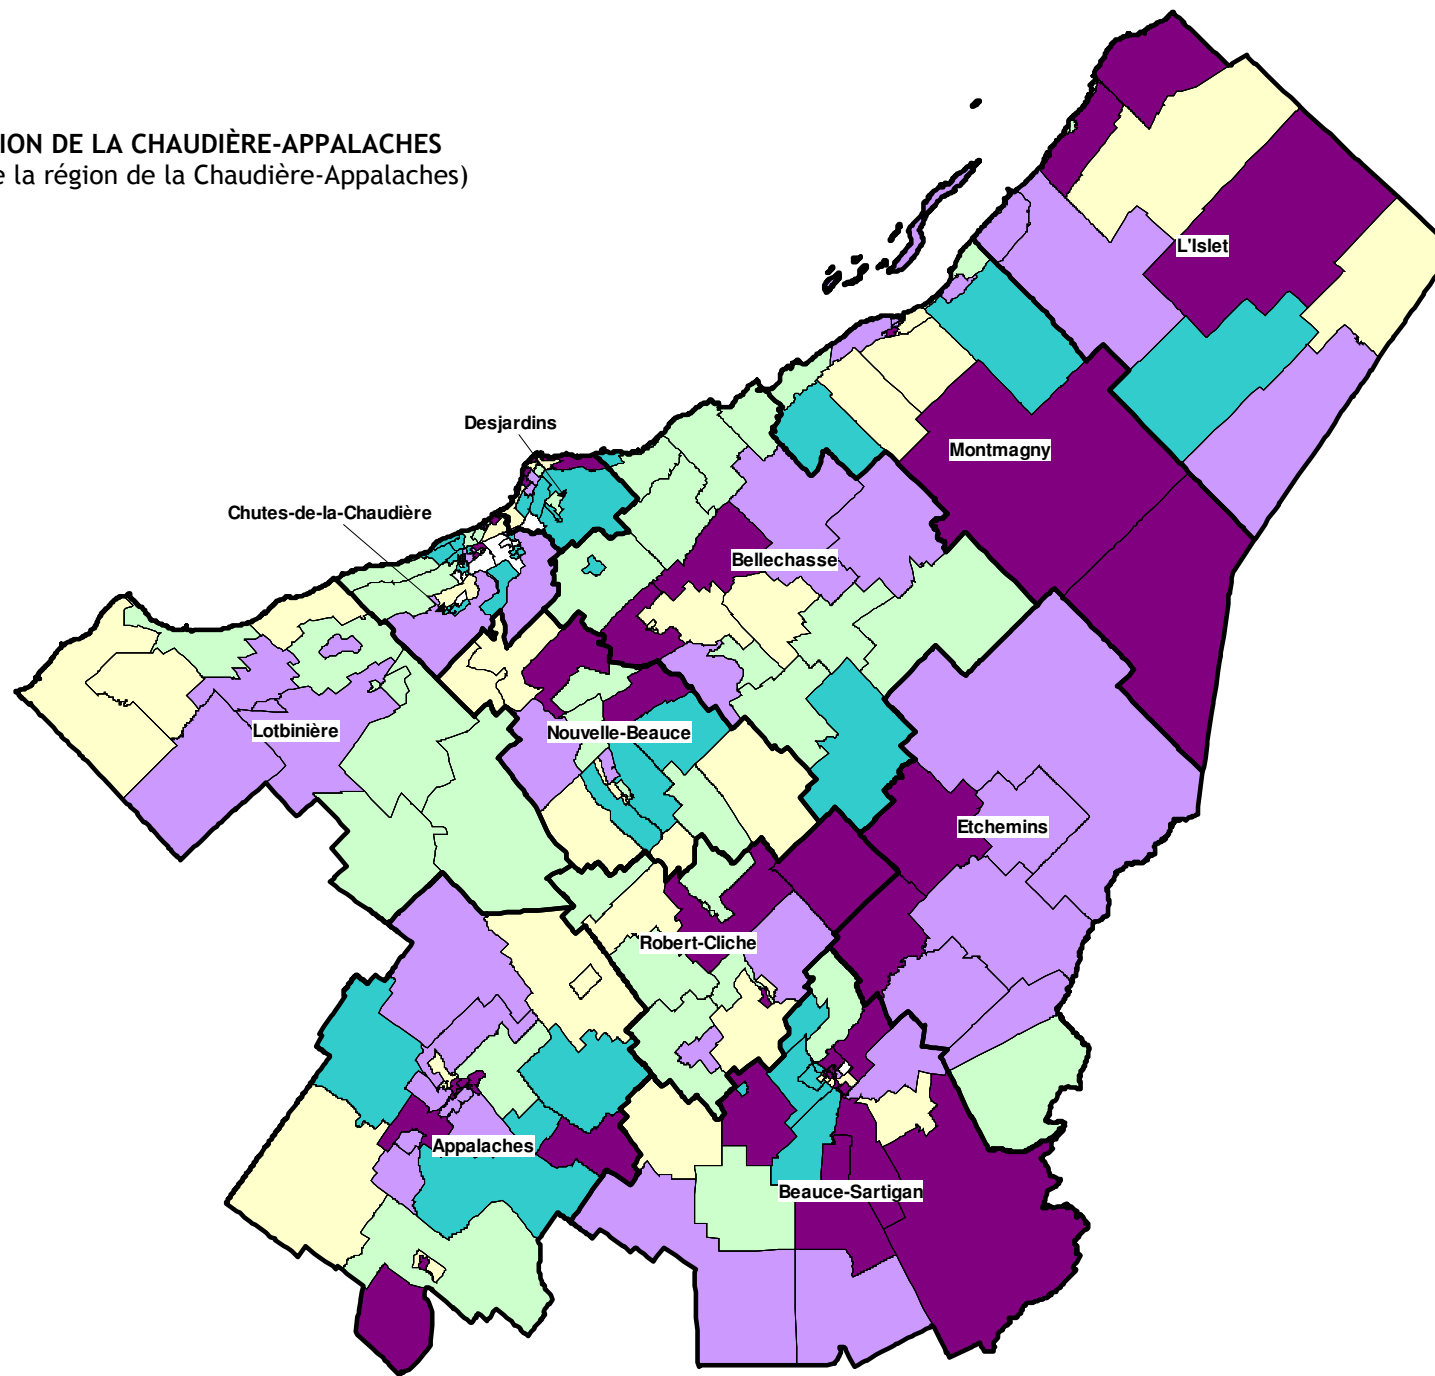 ION DE LA CHAUDIÈRE-APPALACHES
e la région de la Chaudière-Appalaches)
L'Islet
Desjardins
Montmagny
Chutes-de-la-Chaudière
Bellechasse
Lotbinière
Nouvelle-Beauce
Etchemins
Robert-Cliche
Appalaches
Beauce-Sartigan